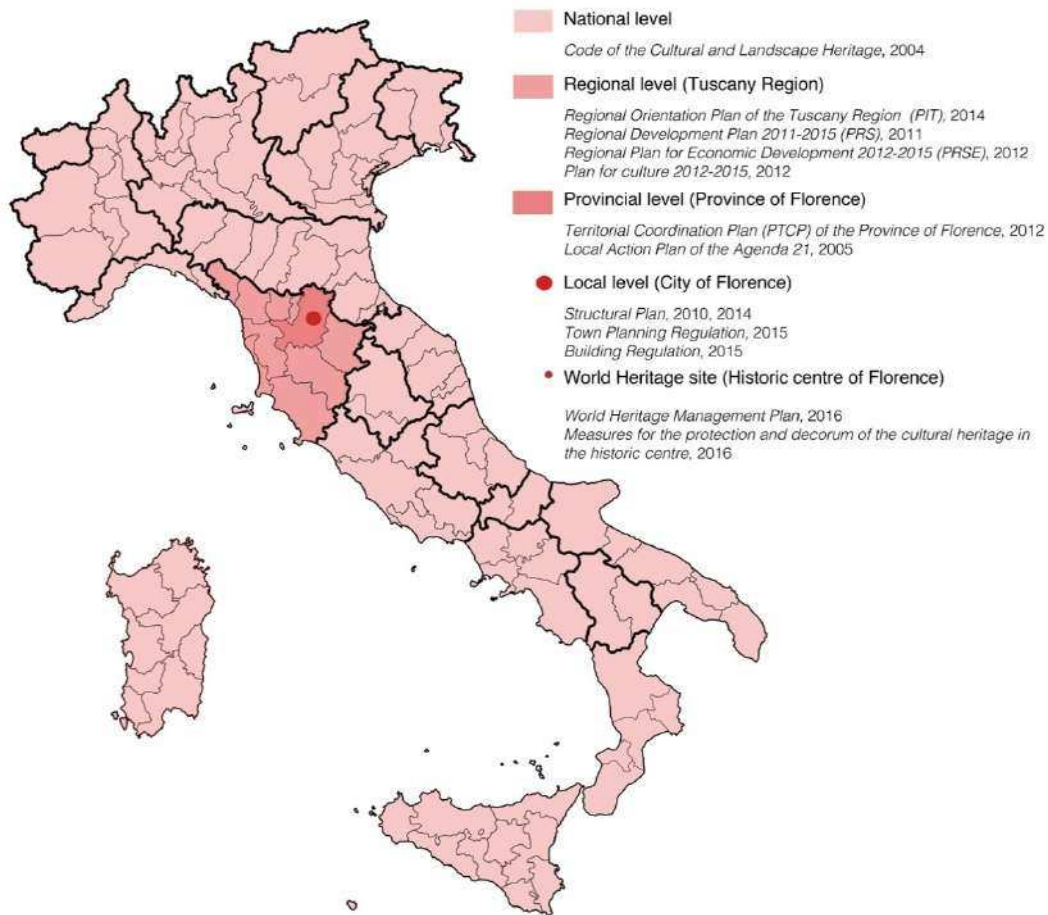 National level
Code of the Cultural and Landscape Heritage, 2004
Regional level (Tuscany Region)
Regional Orientation Plan of the Tuscany Region (PIT), 2014
Regional Development Plan 2011-2015 (PRS), 2011
Regional Plan for Economic Development 2012-2015 (PRSE), 2012
Plan for culture 2012-2015, 2012
Provincial level (Province of Florence)
Territorial Coordination Plan (PTCP) of the Province of Florence, 2012
Local Action Plan of the Agenda 21, 2005
Local level (City of Florence)
Structural Plan, 2010, 2014
Town Planning Regulation, 2015
Building Regulation, 2015
World Heritage site (Historic centre of Florence)
World Heritage Management Plan, 2016
Measures for the protection and decorum of the cultural heritage in
the historic centre, 2016